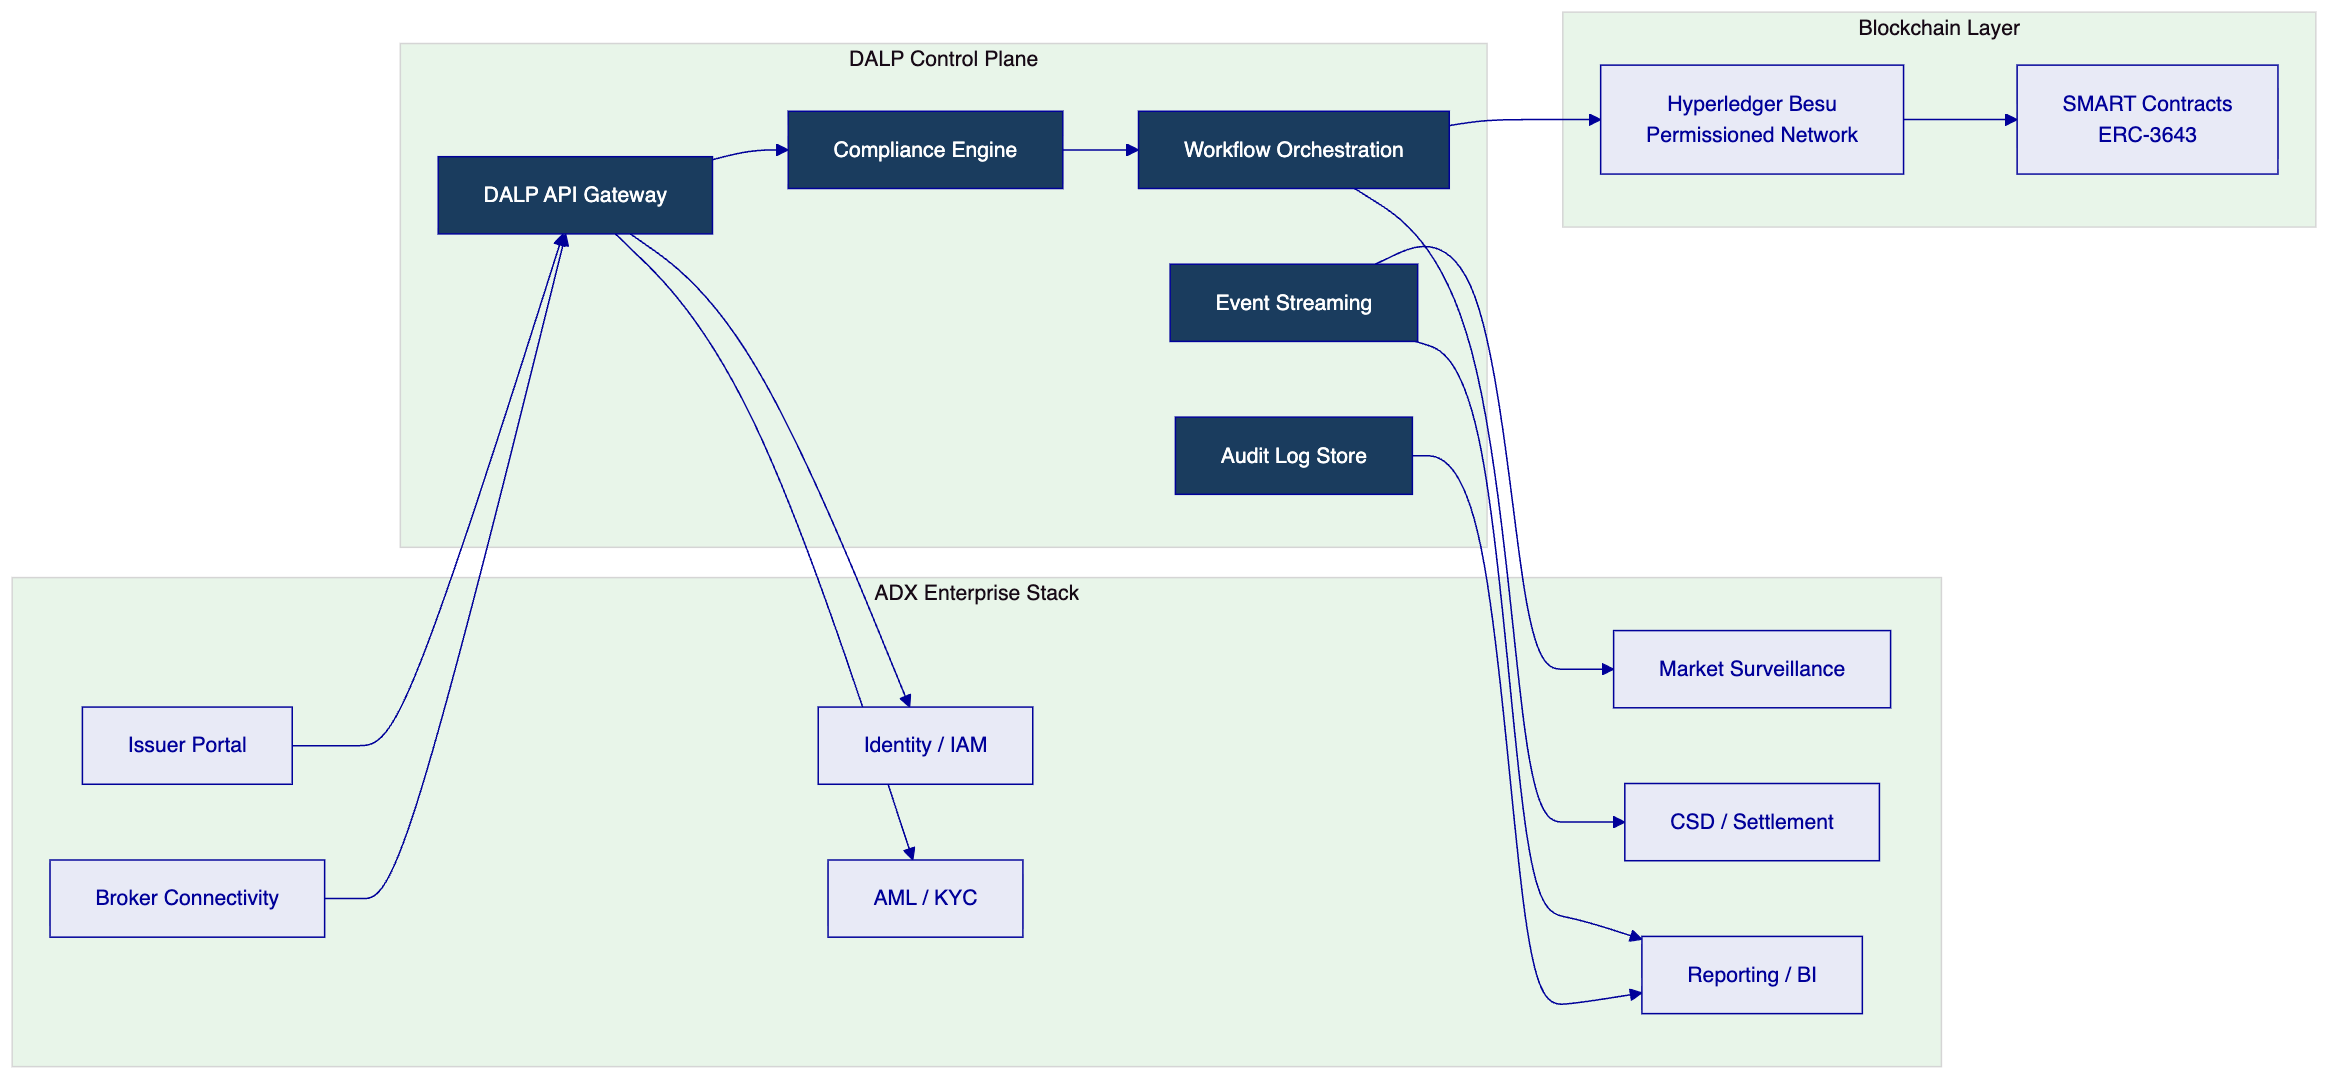 Blockchain Layer
Hyperledger Besu
Permissioned Network
SMART Contracts
ERC-3643
DALP Control Plane
DALP API Gateway
Compliance Engine
Workflow Orchestration
Event Streaming
Audit Log Store
ADX Enterprise Stack
Issuer Portal
Broker Connectivity
Identity / IAM
AML / KYC
Market Surveillance
CSD / Settlement
Reporting / BI